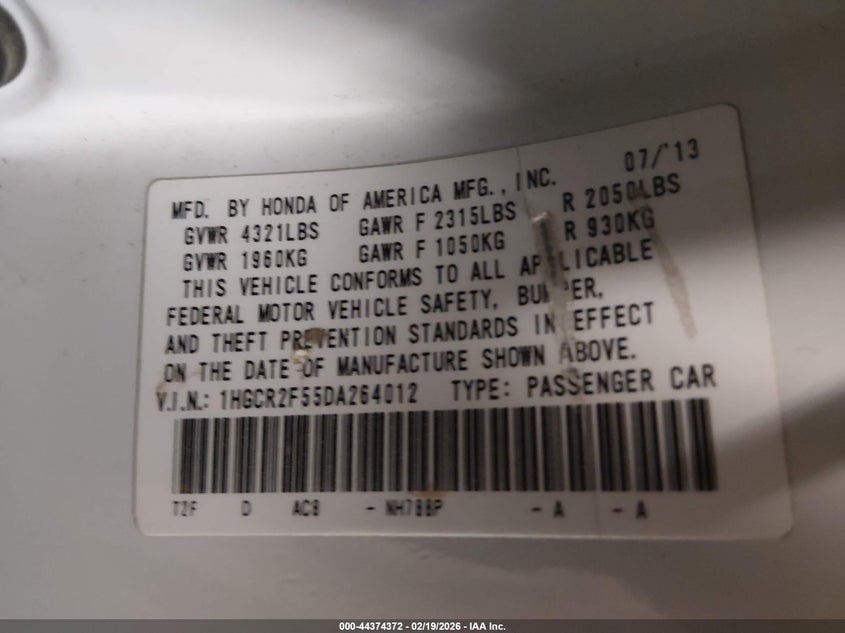 07/'13
MFD. BY HONDA OF AMERICA MFG., INC.
GVWR 4321LBS GAWR F 2315LBS R 2050LBS
GVWR 1960KG GAWR F 1050KG R 930KG
THIS VEHICLE CONFORMS TO ALL APPLICABLE
FEDERAL MOTOR VEHICLE SAFETY, BUMPER,
AND THEFT PREVENTION STANDARDS IN EFFECT
ON THE DATE OF MANUFACTURE SHOWN ABOVE.
V.I.N.: 1HGCR2F55DA264012 TYPE: PASSENGER CAR
T2F D AC8 - NH788P - A - A
000-44374372 - 02/19/2026 - IAA Inc.